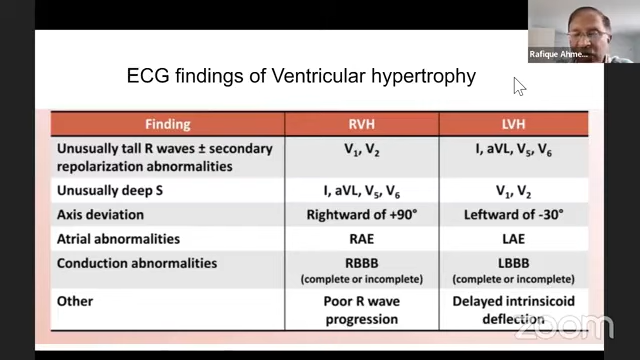 Rafique Ahme...
ECG findings of Ventricular hypertrophy
Finding RVH LVH
Unusually tall R waves ± secondary repolarization abnormalities V1, V2 I, aVL, V5, V6
Unusually deep S I, aVL, V5, V6 V1, V2
Axis deviation Rightward of +90° Leftward of -30°
Atrial abnormalities RAE LAE
Conduction abnormalities RBBB (complete or incomplete) LBBB (complete or incomplete)
Other Poor R wave progression Delayed intrinsicoid deflection
zoom